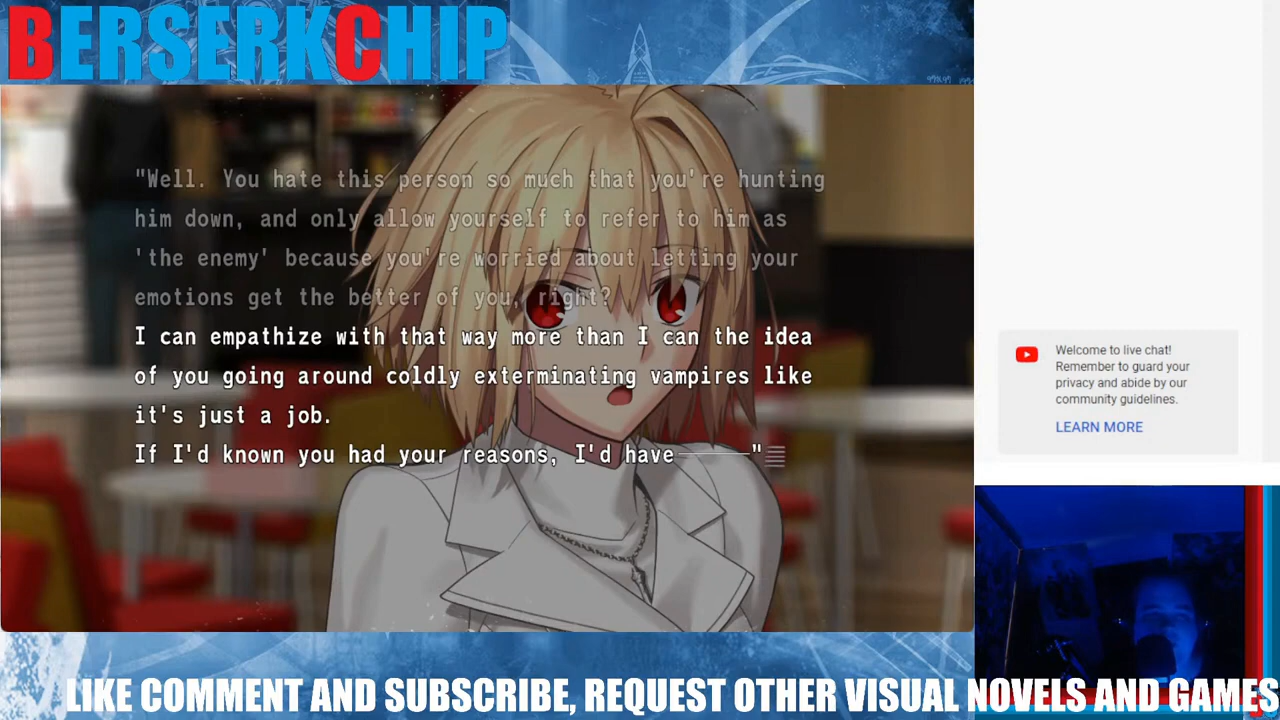 BERSERKCHIP
"Well. You hate this person so much that you're hunting
him down, and only allow yourself to refer to him as
'the enemy' because you're worried about letting your
emotions get the better of you, right?
I can empathize with that way more than I can the idea
of you going around coldly exterminating vampires like
it's just a job.
If I'd known you had your reasons, I'd have───"
Welcome to live chat!
Remember to guard your
privacy and abide by our
community guidelines.
LEARN MORE
LIKE COMMENT AND SUBSCRIBE, REQUEST OTHER VISUAL NOVELS AND GAMES